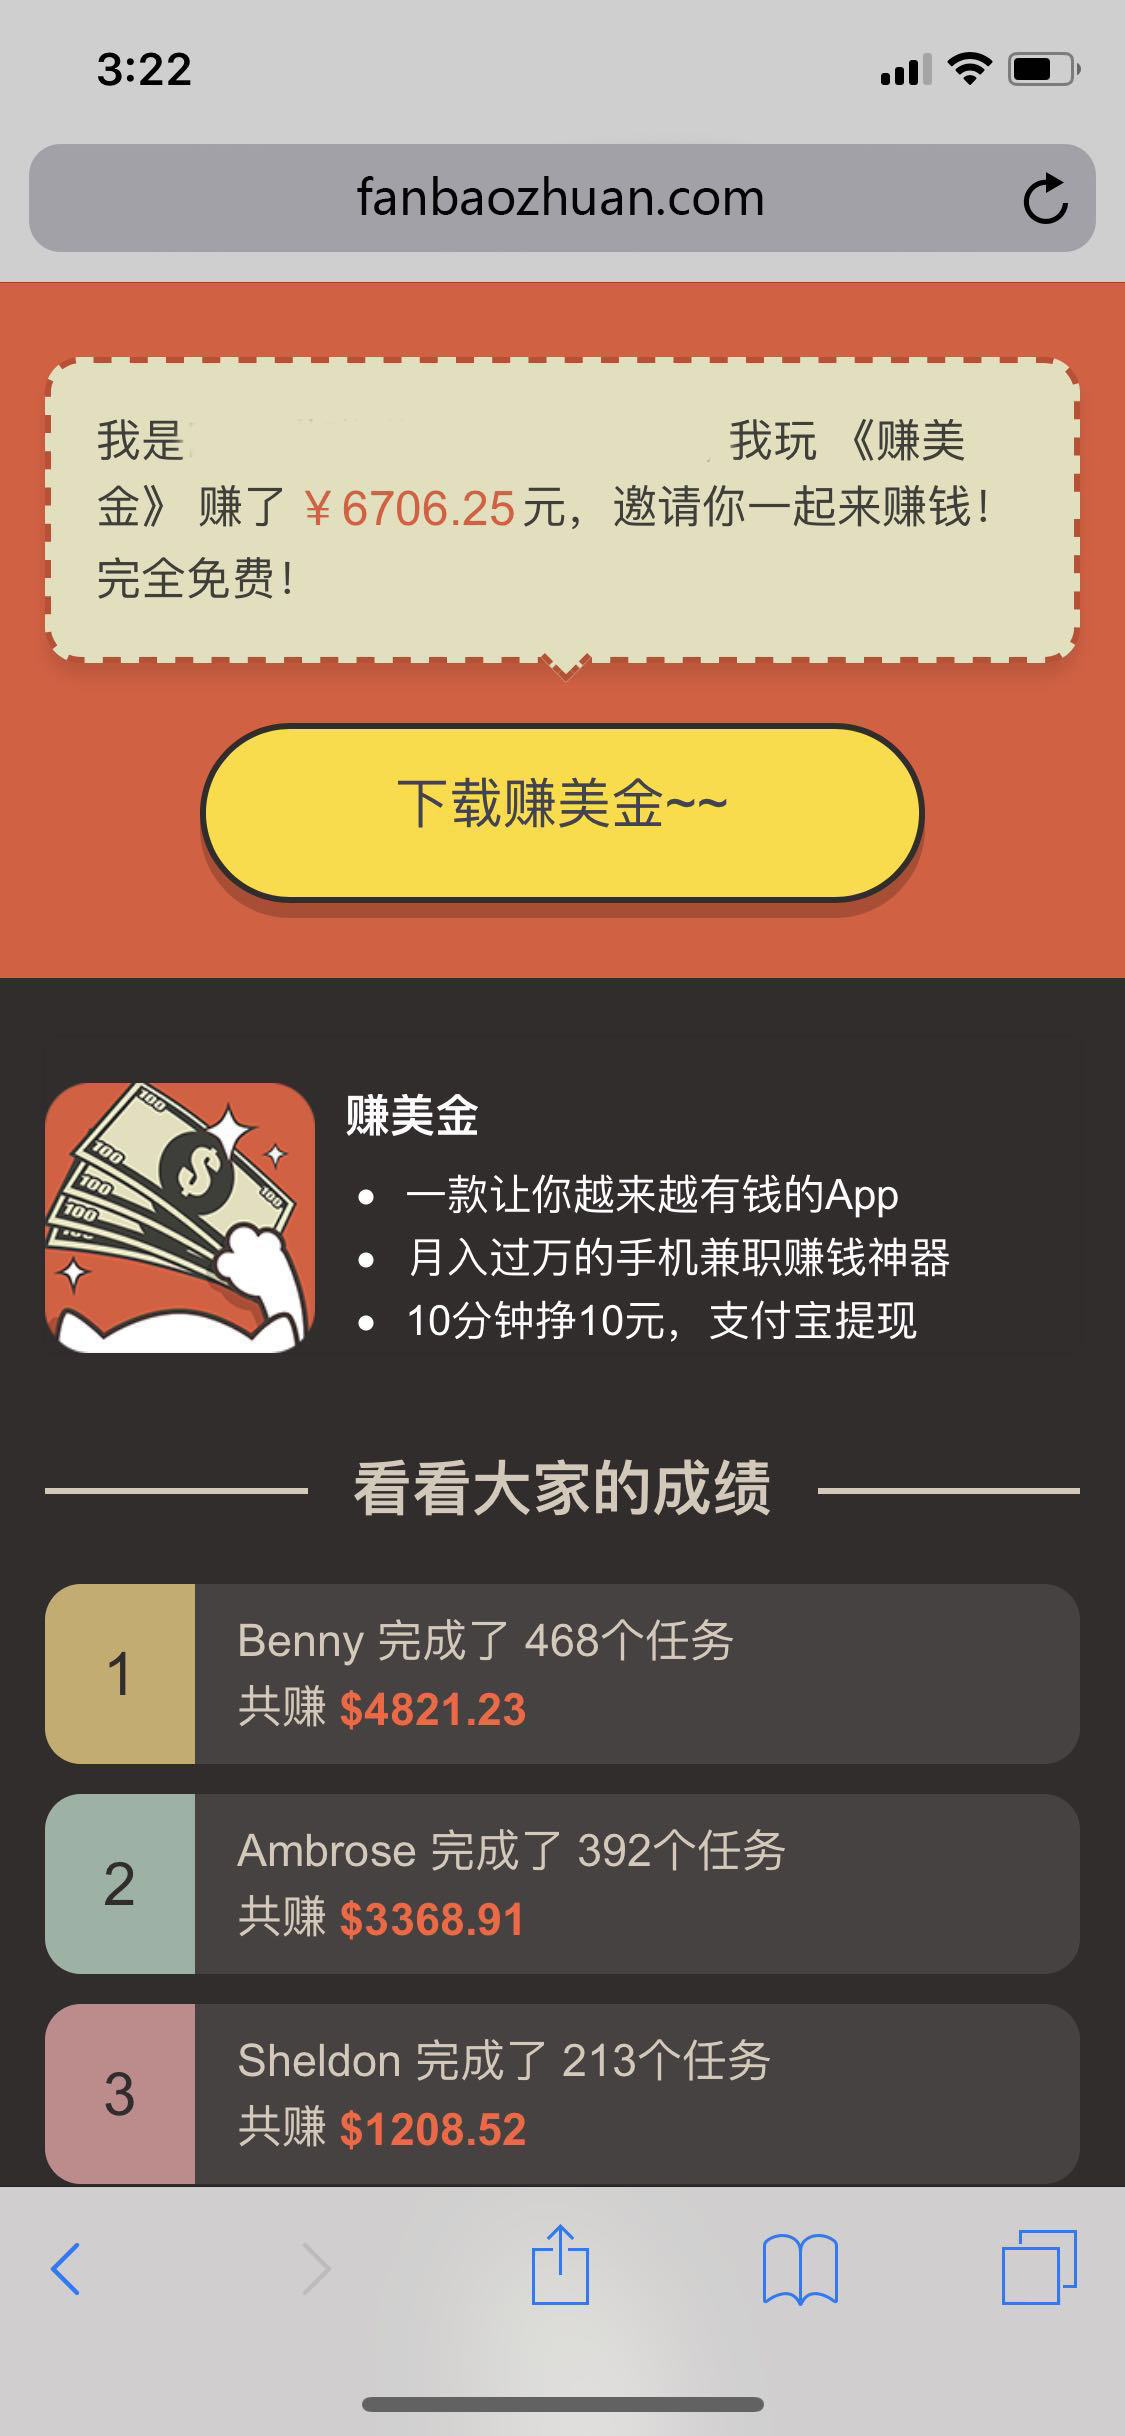 3:22
fanbaozhuan.com
我是 我玩 《赚美
金》 赚了 ¥6706.25元，邀请你一起来赚钱！
完全免费！
下载赚美金~~
100
100
100
100
100
$
赚美金
• 一款让你越来越有钱的App
• 月入过万的手机兼职赚钱神器
• 10分钟挣10元，支付宝提现
看看大家的成绩
1
Benny 完成了 468个任务
共赚 $4821.23
2
Ambrose 完成了 392个任务
共赚 $3368.91
3
Sheldon 完成了 213个任务
共赚 $1208.52